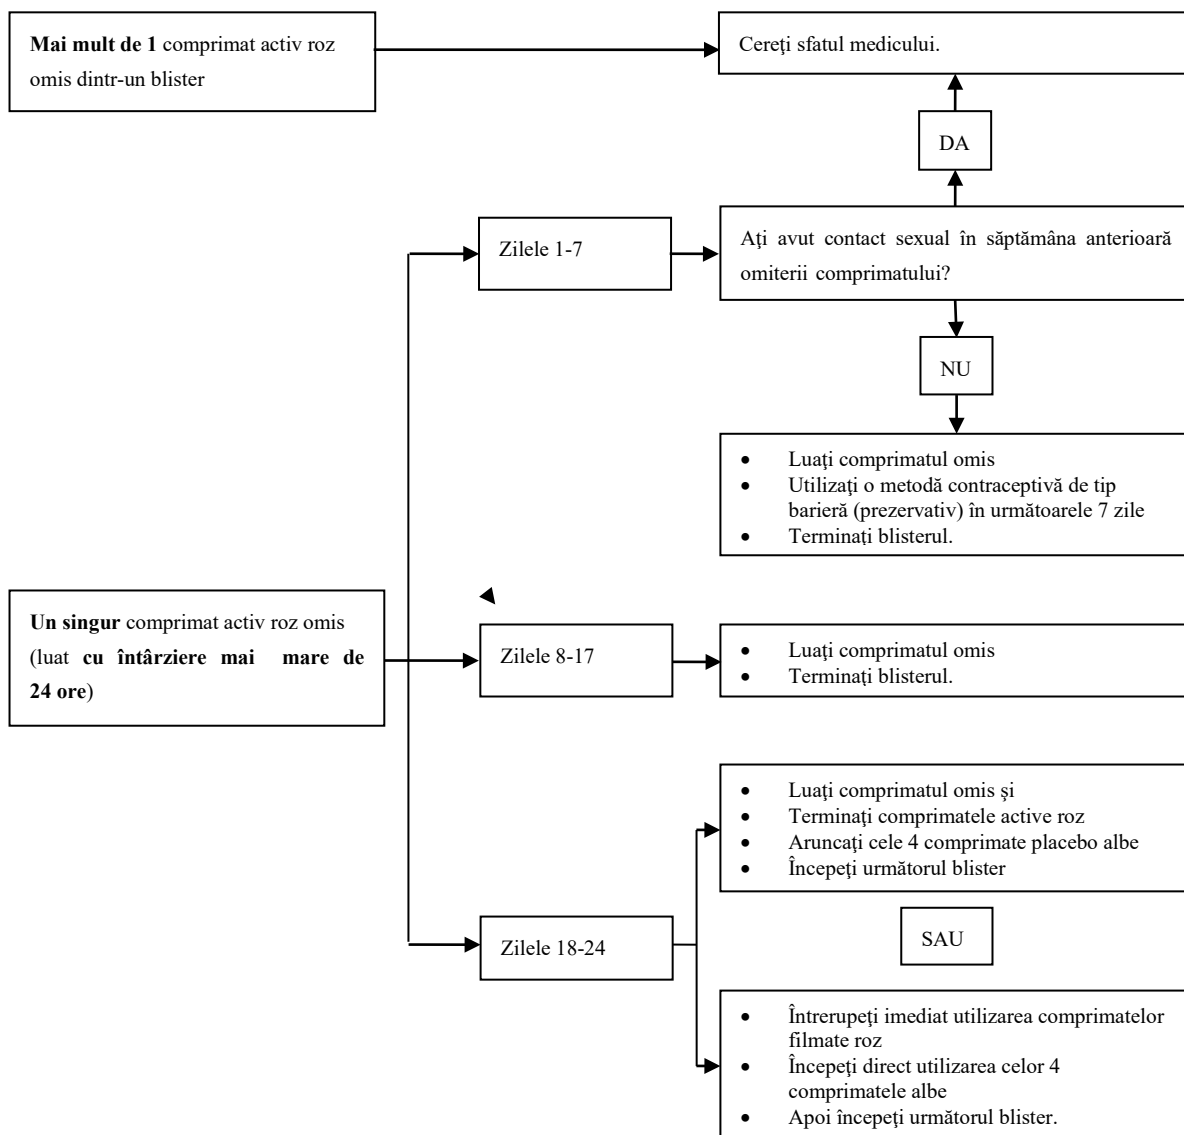 Mai mult de 1 comprimat activ roz
omis dintr-un blister
Cereţi sfatul medicului.
DA
Zilele 1-7
Aţi avut contact sexual în săptămâna anterioară
omiterii comprimatului?
NU
• Luaţi comprimatul omis
• Utilizaţi o metodă contraceptivă de tip
barieră (prezervativ) în următoarele 7 zile
• Terminaţi blisterul.
Un singur comprimat activ roz omis
(luat cu întârziere mai mare de
24 ore)
Zilele 8-17
• Luaţi comprimatul omis
• Terminaţi blisterul.
Zilele 18-24
• Luaţi comprimatul omis şi
• Terminaţi comprimatele active roz
• Aruncaţi cele 4 comprimate placebo albe
• Începeţi următorul blister
SAU
• Întrerupeţi imediat utilizarea comprimatelor
filmate roz
• Începeţi direct utilizarea celor 4
comprimatele albe
• Apoi începeţi următorul blister.